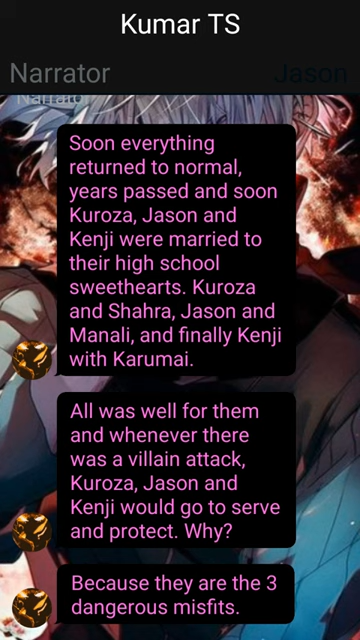 Kumar TS
Narrator
Jason
Narrator
Soon everything
returned to normal,
years passed and soon
Kuroza, Jason and
Kenji were married to
their high school
sweethearts. Kuroza
and Shahra, Jason and
Manali, and finally Kenji
with Karumai.
All was well for them
and whenever there
was a villain attack,
Kuroza, Jason and
Kenji would go to serve
and protect. Why?
Because they are the 3
dangerous misfits.